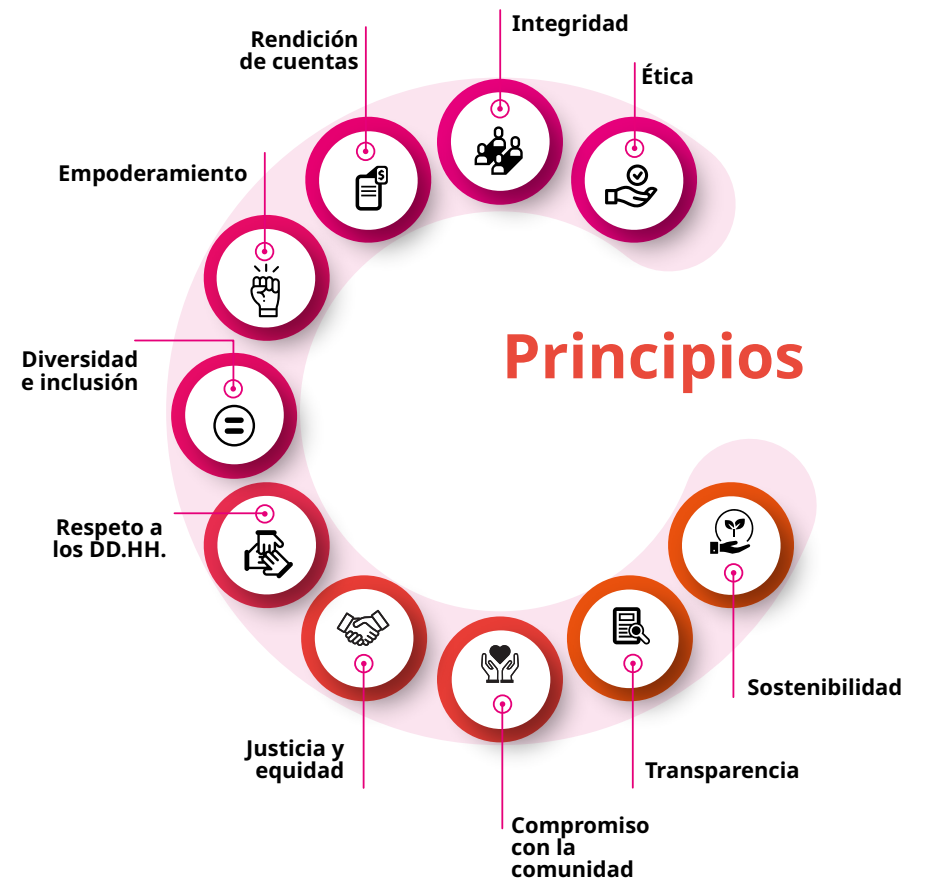 Integridad
Rendición
de cuentas
Ética
Empoderamiento
Principios
Diversidad
e inclusión
Respeto a
los DD.HH.
Sostenibilidad
Justicia y
equidad
Transparencia
Compromiso
con la
comunidad
$